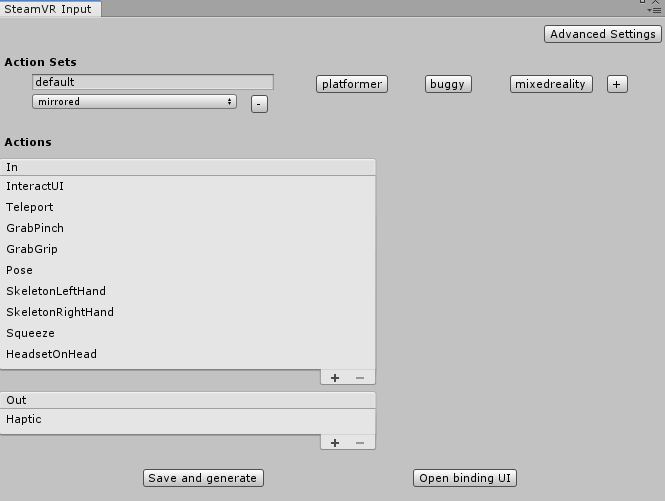 SteamVR Input
Advanced Settings
Action Sets
default platformer buggy mixedreality +
mirrored -
Actions
In
InteractUI
Teleport
GrabPinch
GrabGrip
Pose
SkeletonLeftHand
SkeletonRightHand
Squeeze
HeadsetOnHead
+ −
Out
Haptic
+ −
Save and generate Open binding UI